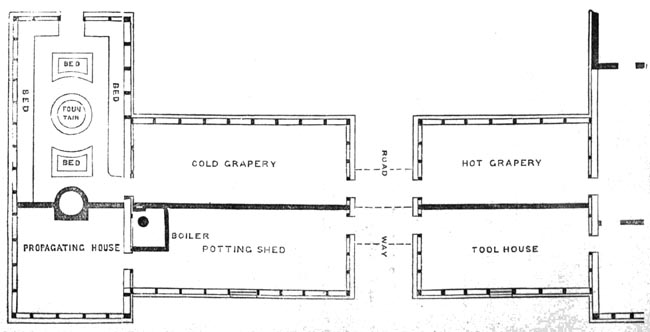 BED
BED
BED
FOUN
TAIN
BED
COLD GRAPERY
ROAD
HOT GRAPERY
PROPAGATING HOUSE
BOILER
POTTING SHED
WAY
TOOL HOUSE